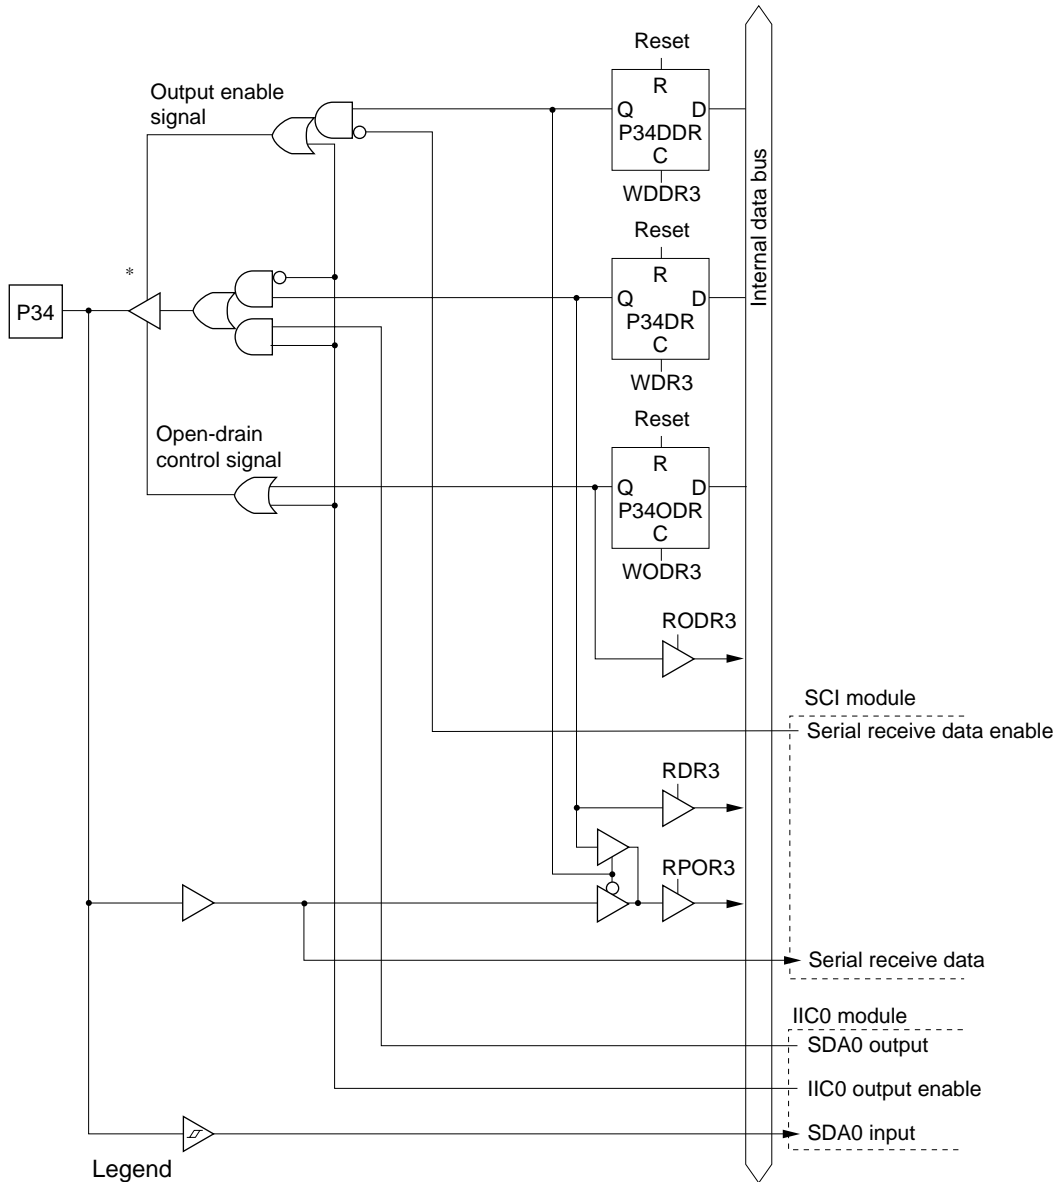 Reset
R
Q D
P34DDR
C
WDDR3
Output enable
signal
Internal data bus
Reset
R
Q D
P34DR
C
WDR3
*
P34
Reset
R
Q D
P34ODR
C
WODR3
Open-drain
control signal
RODR3
SCI module
Serial receive data enable
RDR3
RPOR3
Serial receive data
IIC0 module
SDA0 output
IIC0 output enable
SDA0 input
Legend